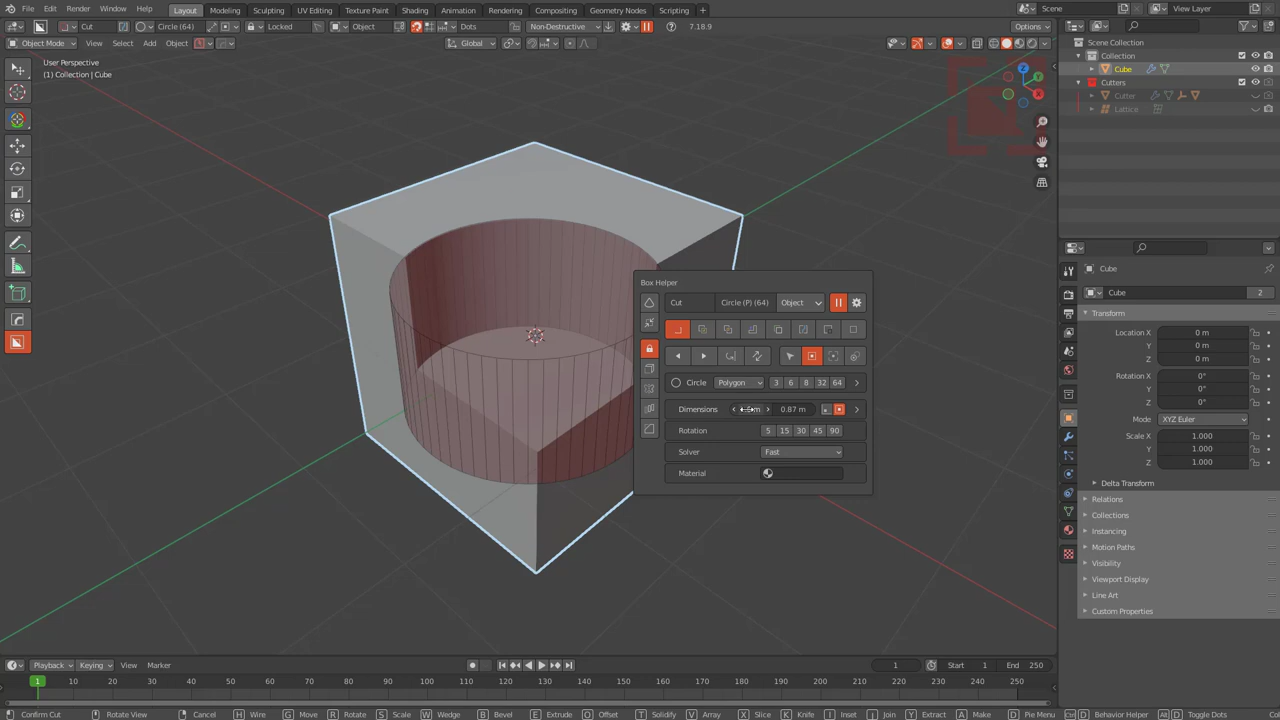 File Edit Render Window Help Layout Modeling Sculpting UV Editing Texture Paint Shading Animation Rendering Compositing Geometry Nodes Scripting + Scene View Layer
Cut Circle (64) Locked Object Dots Non-Destructive 7.18.9 Options
Object Mode View Select Add Object Global
User Perspective
(1) Collection | Cube
Scene Collection
Collection
Cube
Cutters
Cutter
Lattice
Z
Y
X
Box Helper
Cut Circle (P) (64) Object
Circle Polygon 3 6 8 32 64
Dimensions 0.87 m
Rotation 5 15 30 45 90
Solver Fast
Material
Cube
Cube 2
Transform
Location X 0 m
Y 0 m
Z 0 m
Rotation X 0°
Y 0°
Z 0°
Mode XYZ Euler
Scale X 1.000
Y 1.000
Z 1.000
Delta Transform
Relations
Collections
Instancing
Motion Paths
Visibility
Viewport Display
Line Art
Custom Properties
Playback Keying View Marker 1 Start 1 End 250
1 10 20 30 40 50 60 70 80 90 100 110 120 130 140 150 160 170 180 190 200 210 220 230 240 250
Confirm Cut Rotate View Cancel H Wire G Move R Rotate S Scale W Wedge B Bevel E Extrude O Offset T Solidify V Array X Slice K Knife I Inset J Join Y Extract A Make D Pie Menu D Behavior Helper D Toggle Dots